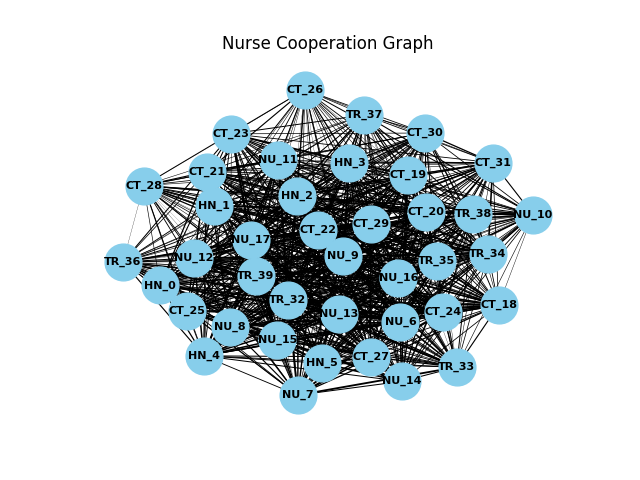 Nurse Cooperation Graph
CT_26
TR_37
CT_23
CT_30
NU_11
HN_3
CT_31
CT_21
CT_19
CT_28
HN_2
HN_1
CT_20
TR_38
NU_10
CT_29
CT_22
NU_17
NU_9
TR_34
NU_12
TR_35
TR_36
TR_39
NU_16
HN_0
TR_32
CT_18
CT_25
NU_13
CT_24
NU_6
NU_8
NU_15
HN_4
CT_27
HN_5
TR_33
NU_14
NU_7